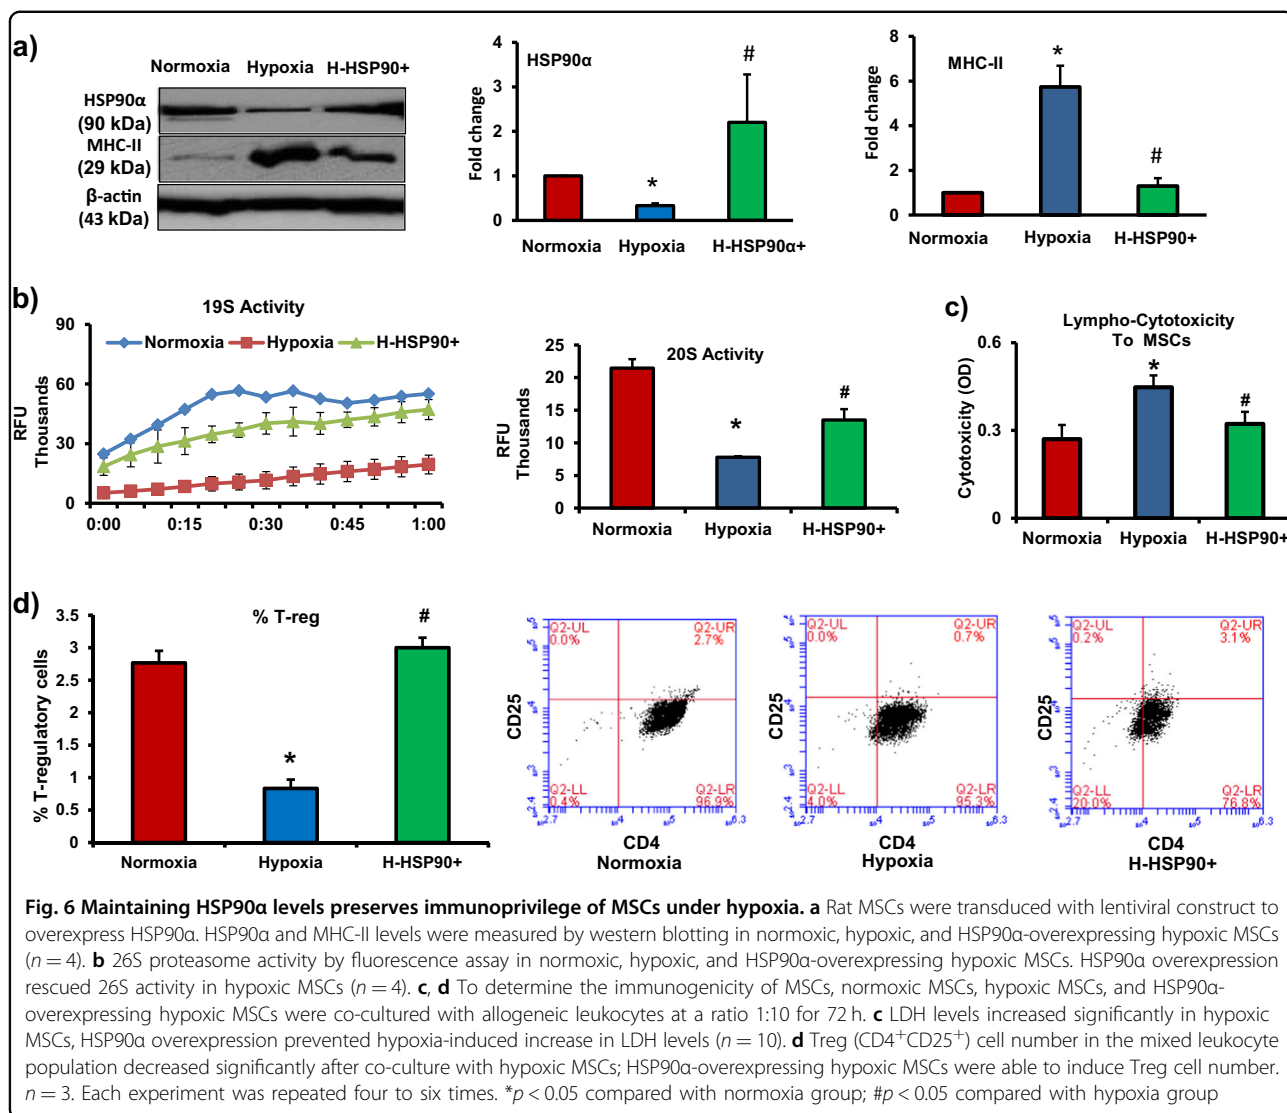 a)
Normoxia Hypoxia H-HSP90+
HSP90α
(90 kDa)
MHC-II
(29 kDa)
β-actin
(43 kDa)
HSP90α
Fold change
4
3
2
1
0
*
#
Normoxia Hypoxia H-HSP90α+
MHC-II
Fold change
8
6
4
2
0
*
#
Normoxia Hypoxia H-HSP90+
b)
19S Activity
Normoxia Hypoxia H-HSP90+
RFU
Thousands
90
60
30
0
0:00 0:15 0:30 0:45 1:00
20S Activity
RFU
Thousands
25
20
15
10
5
0
*
#
Normoxia Hypoxia H-HSP90+
c)
Lympho-Cytotoxicity
To MSCs
Cytotoxicity (OD)
0.6
0.3
0
*
#
Normoxia Hypoxia H-HSP90+
d)
% T-reg
% T-regulatory cells
3.5
3
2.5
2
1.5
1
0.5
0
*
#
Normoxia Hypoxia H-HSP90+
Q2-UL Q2-UR
0.0% 2.7%
CD25
Q2-LL Q2-LR
0.4% 96.9%
CD4
Normoxia
Q2-UL Q2-UR
0.0% 0.7%
CD25
Q2-LL Q2-LR
4.0% 95.3%
CD4
Hypoxia
Q2-UL Q2-UR
0.2% 3.1%
CD25
Q2-LL Q2-LR
20.0% 76.8%
CD4
H-HSP90+
Fig. 6 Maintaining HSP90α levels preserves immunoprivilege of MSCs under hypoxia. a Rat MSCs were transduced with lentiviral construct to
overexpress HSP90α. HSP90α and MHC-II levels were measured by western blotting in normoxic, hypoxic, and HSP90α-overexpressing hypoxic MSCs
(n = 4). b 26S proteasome activity by fluorescence assay in normoxic, hypoxic, and HSP90α-overexpressing hypoxic MSCs. HSP90α overexpression
rescued 26S activity in hypoxic MSCs (n = 4). c, d To determine the immunogenicity of MSCs, normoxic MSCs, hypoxic MSCs, and HSP90α-
overexpressing hypoxic MSCs were co-cultured with allogeneic leukocytes at a ratio 1:10 for 72 h. c LDH levels increased significantly in hypoxic
MSCs, HSP90α overexpression prevented hypoxia-induced increase in LDH levels (n = 10). d Treg (CD4+CD25+) cell number in the mixed leukocyte
population decreased significantly after co-culture with hypoxic MSCs; HSP90α-overexpressing hypoxic MSCs were able to induce Treg cell number.
n = 3. Each experiment was repeated four to six times. *p < 0.05 compared with normoxia group; #p < 0.05 compared with hypoxia group